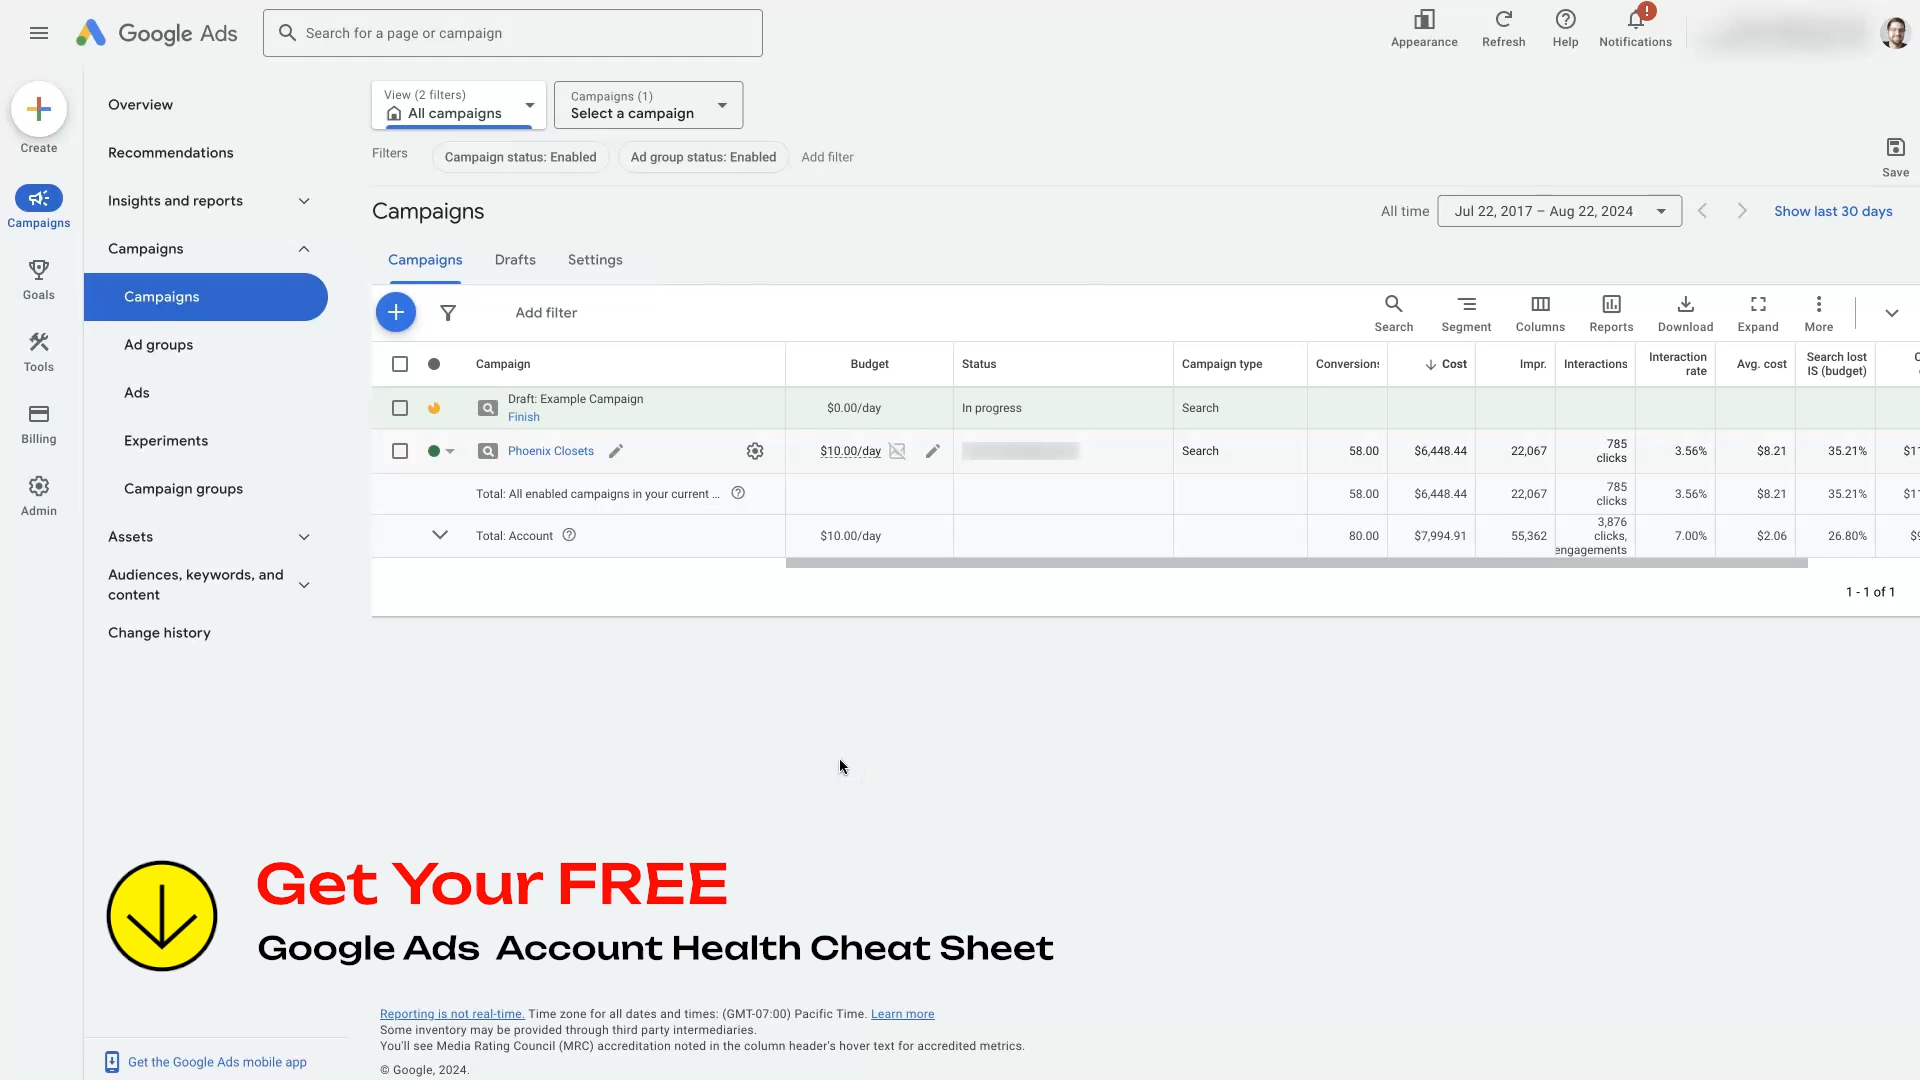 Google Ads
Search for a page or campaign
Appearance
Refresh
Help
!
Notifications
Create
Campaigns
Goals
Tools
Billing
Admin
Overview
Recommendations
Insights and reports
Campaigns
Campaigns
Ad groups
Ads
Experiments
Campaign groups
Assets
Audiences, keywords, and
content
Change history
Get the Google Ads mobile app
View (2 filters)
All campaigns
Campaigns (1)
Select a campaign
Filters
Campaign status: Enabled
Ad group status: Enabled
Add filter
Save
Campaigns
All time
Jul 22, 2017 – Aug 22, 2024
Show last 30 days
Campaigns
Drafts
Settings
Add filter
Search
Segment
Columns
Reports
Download
Expand
More
Campaign
Budget
Status
Campaign type
Conversions
Cost
Impr.
Interactions
Interaction
rate
Avg. cost
Search lost
IS (budget)
Draft: Example Campaign
Finish
$0.00/day
In progress
Search
Phoenix Closets
$10.00/day
Search
58.00
$6,448.44
22,067
785
clicks
3.56%
$8.21
35.21%
$1
Total: All enabled campaigns in your current ...
58.00
$6,448.44
22,067
785
clicks
3.56%
$8.21
35.21%
$1
Total: Account
$10.00/day
80.00
$7,994.91
55,362
3,876
clicks,
engagements
7.00%
$2.06
26.80%
1 - 1 of 1
Get Your FREE
Google Ads Account Health Cheat Sheet
Reporting is not real-time. Time zone for all dates and times: (GMT-07:00) Pacific Time. Learn more
Some inventory may be provided through third party intermediaries.
You'll see Media Rating Council (MRC) accreditation noted in the column header's hover text for accredited metrics.
© Google, 2024.